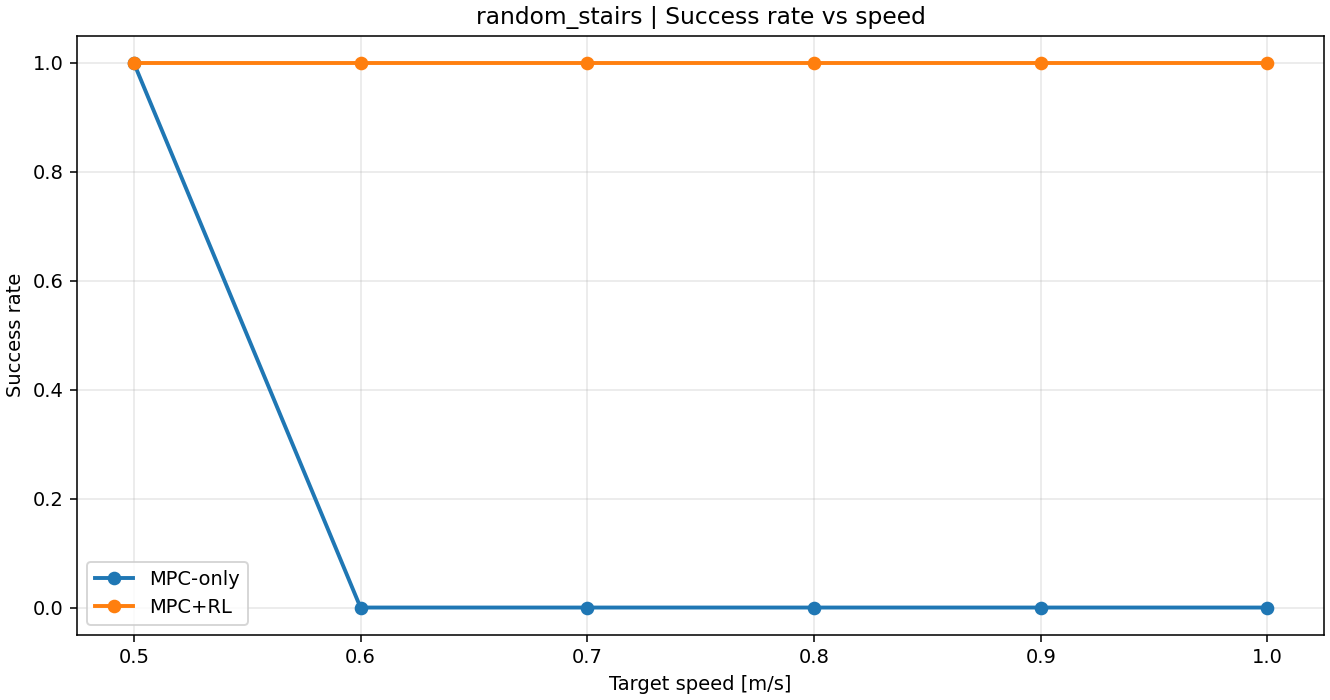 random_stairs | Success rate vs speed
1.0
0.8
0.6
0.4
0.2
0.0
Success rate
MPC-only
MPC+RL
0.5 0.6 0.7 0.8 0.9 1.0
Target speed [m/s]